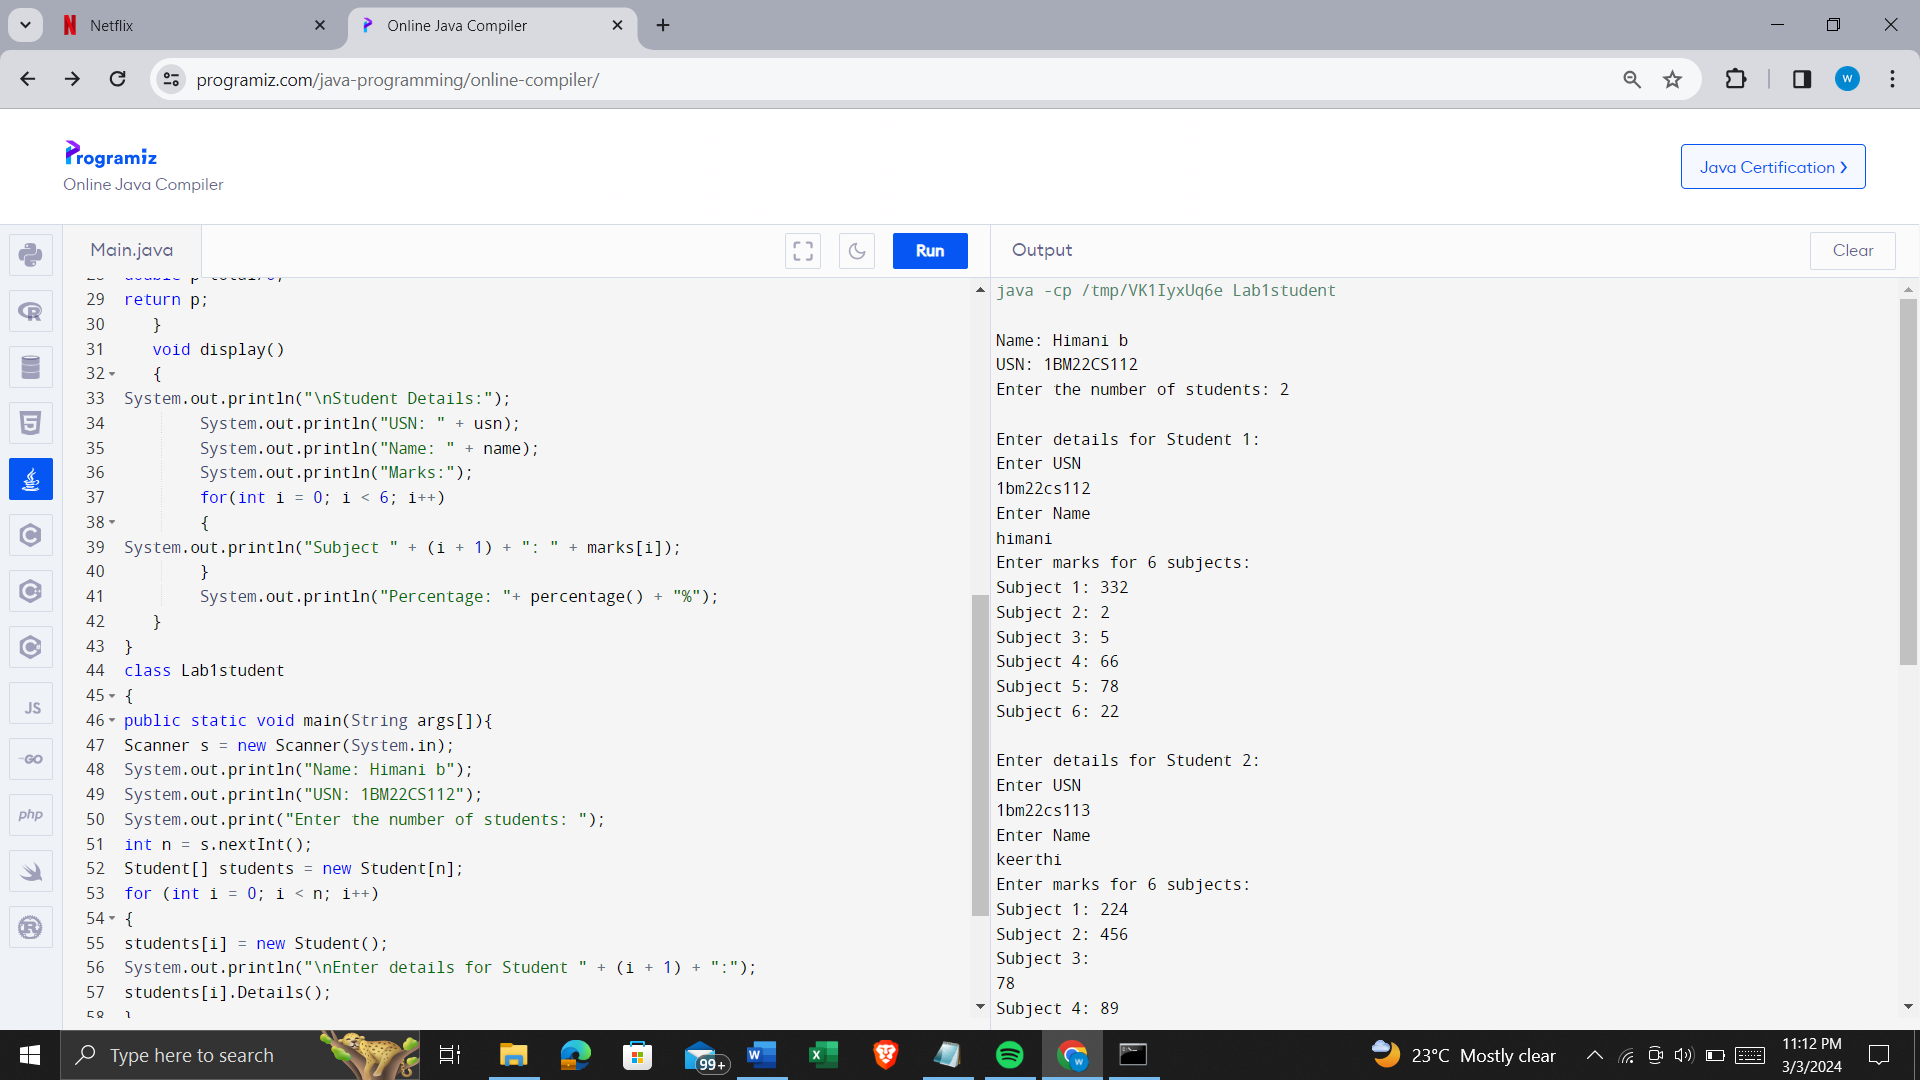 Netflix
Online Java Compiler
programiz.com/java-programming/online-compiler/
W
Programiz
Online Java Compiler
Java Certification
Main.java
Run
Output
Clear
29 return p;
30 }
31 void display()
32 {
33 System.out.println("\nStudent Details:");
34 System.out.println("USN: " + usn);
35 System.out.println("Name: " + name);
36 System.out.println("Marks:");
37 for(int i = 0; i < 6; i++)
38 {
39 System.out.println("Subject " + (i + 1) + ": " + marks[i]);
40 }
41 System.out.println("Percentage: "+ percentage() + "%");
42 }
43 }
44 class Lab1student
45 {
46 public static void main(String args[]){
47 Scanner s = new Scanner(System.in);
48 System.out.println("Name: Himani b");
49 System.out.println("USN: 1BM22CS112");
50 System.out.print("Enter the number of students: ");
51 int n = s.nextInt();
52 Student[] students = new Student[n];
53 for (int i = 0; i < n; i++)
54 {
55 students[i] = new Student();
56 System.out.println("\nEnter details for Student " + (i + 1) + ":");
57 students[i].Details();
58 }
java -cp /tmp/VK1IyxUq6e Lab1student
Name: Himani b
USN: 1BM22CS112
Enter the number of students: 2
Enter details for Student 1:
Enter USN
1bm22cs112
Enter Name
himani
Enter marks for 6 subjects:
Subject 1: 332
Subject 2: 2
Subject 3: 5
Subject 4: 66
Subject 5: 78
Subject 6: 22
Enter details for Student 2:
Enter USN
1bm22cs113
Enter Name
keerthi
Enter marks for 6 subjects:
Subject 1: 224
Subject 2: 456
Subject 3:
78
Subject 4: 89
JS
GO
php
Type here to search
99+
23°C Mostly clear
11:12 PM
3/3/2024